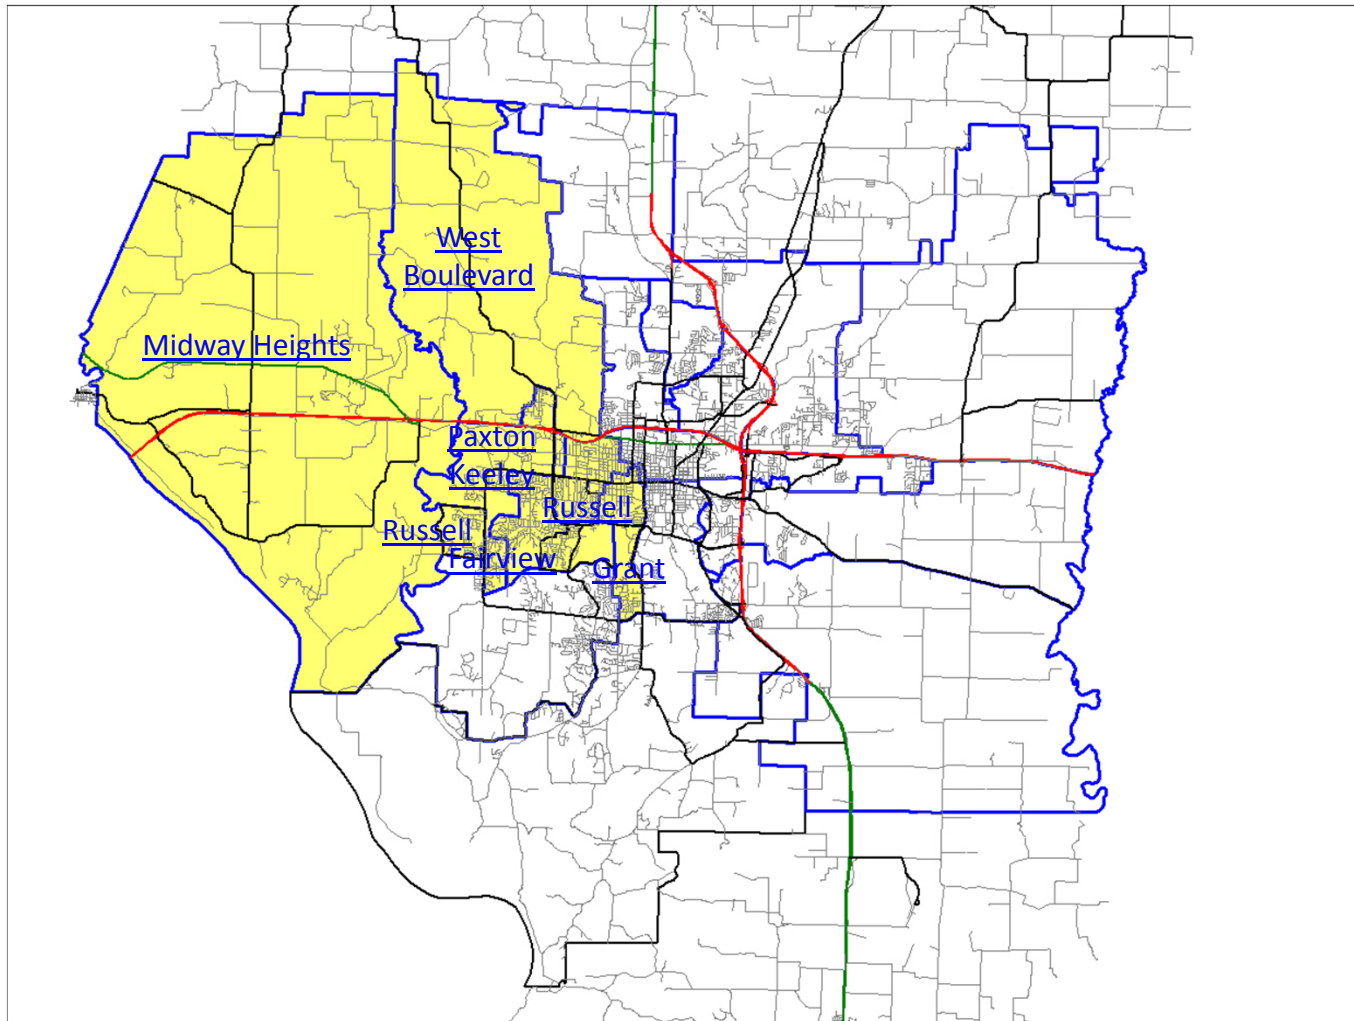 West
Boulevard
Midway Heights
Paxton
Keeley
Russell
Russell
Fairview
Grant